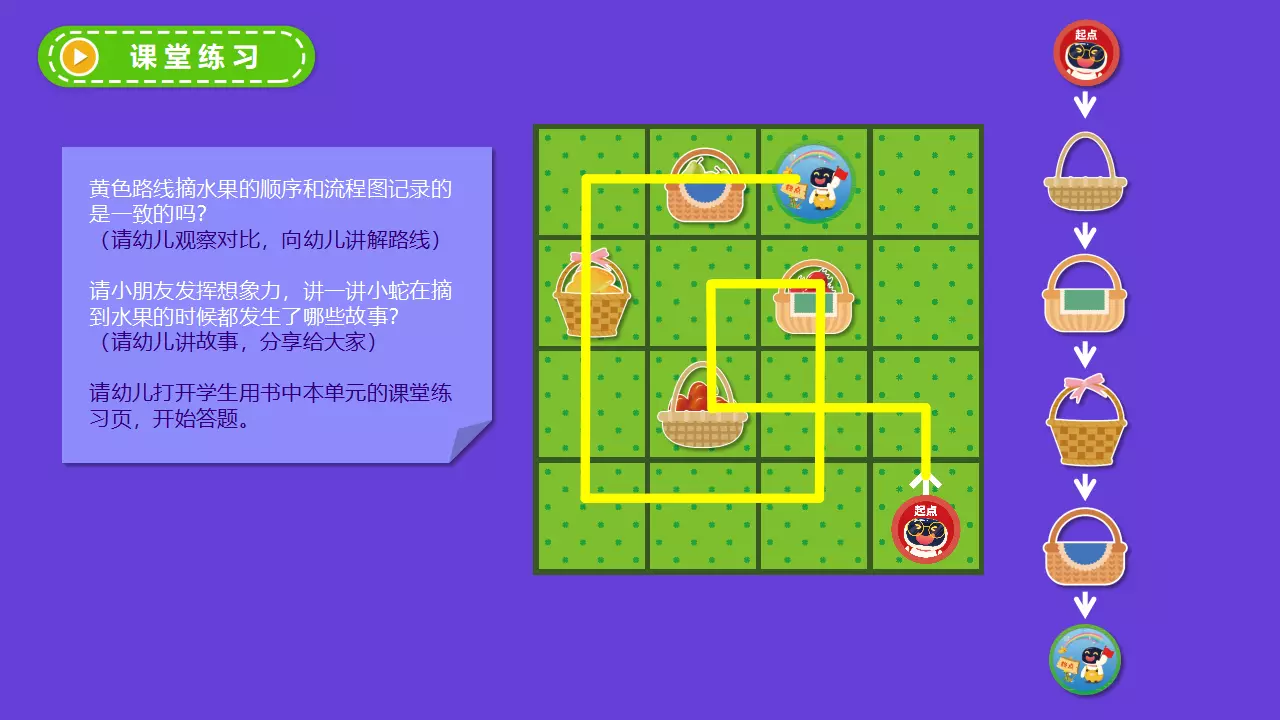 课堂练习
黄色路线摘水果的顺序和流程图记录的
是一致的吗？
（请幼儿观察对比，向幼儿讲解路线）
请小朋友发挥想象力，讲一讲小蛇在摘
到水果的时候都发生了哪些故事？
（请幼儿讲故事，分享给大家）
请幼儿打开学生用书中本单元的课堂练
习页，开始答题。
终点
起点
起点
终点